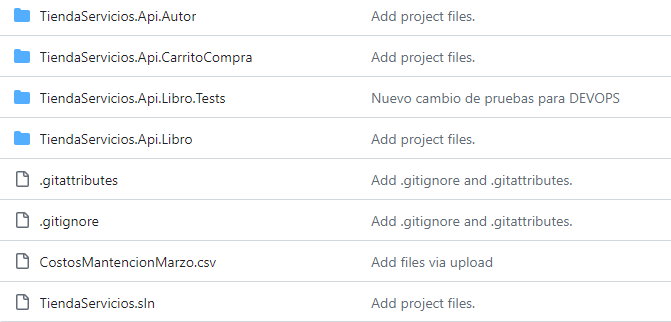 TiendaServicios.Api.Autor Add project files.
TiendaServicios.Api.CarritoCompra Add project files.
TiendaServicios.Api.Libro.Tests Nuevo cambio de pruebas para DEVOPS
TiendaServicios.Api.Libro Add project files.
.gitattributes Add .gitignore and .gitattributes.
.gitignore Add .gitignore and .gitattributes.
CostosMantencionMarzo.csv Add files via upload
TiendaServicios.sln Add project files.